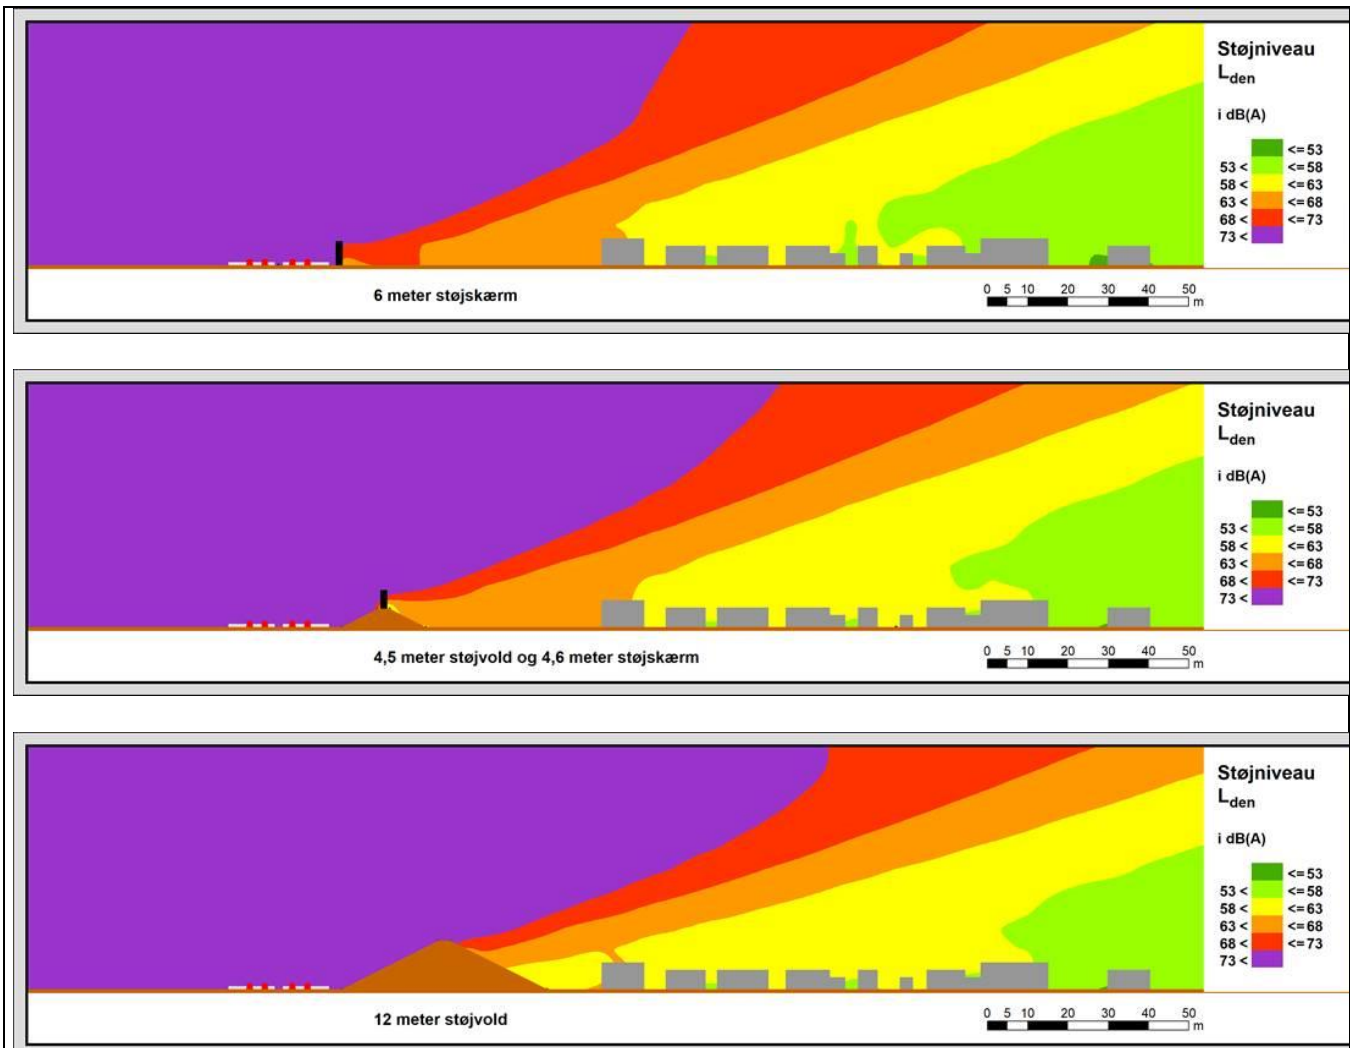 Støjniveau
Lden
i dB(A)
<= 53
53 < <= 58
58 < <= 63
63 < <= 68
68 < <= 73
73 <
6 meter støjskærm
0 5 10 20 30 40 50
m
Støjniveau
Lden
i dB(A)
<= 53
53 < <= 58
58 < <= 63
63 < <= 68
68 < <= 73
73 <
4,5 meter støjvold og 4,6 meter støjskærm
0 5 10 20 30 40 50
m
Støjniveau
Lden
i dB(A)
<= 53
53 < <= 58
58 < <= 63
63 < <= 68
68 < <= 73
73 <
12 meter støjvold
0 5 10 20 30 40 50
m